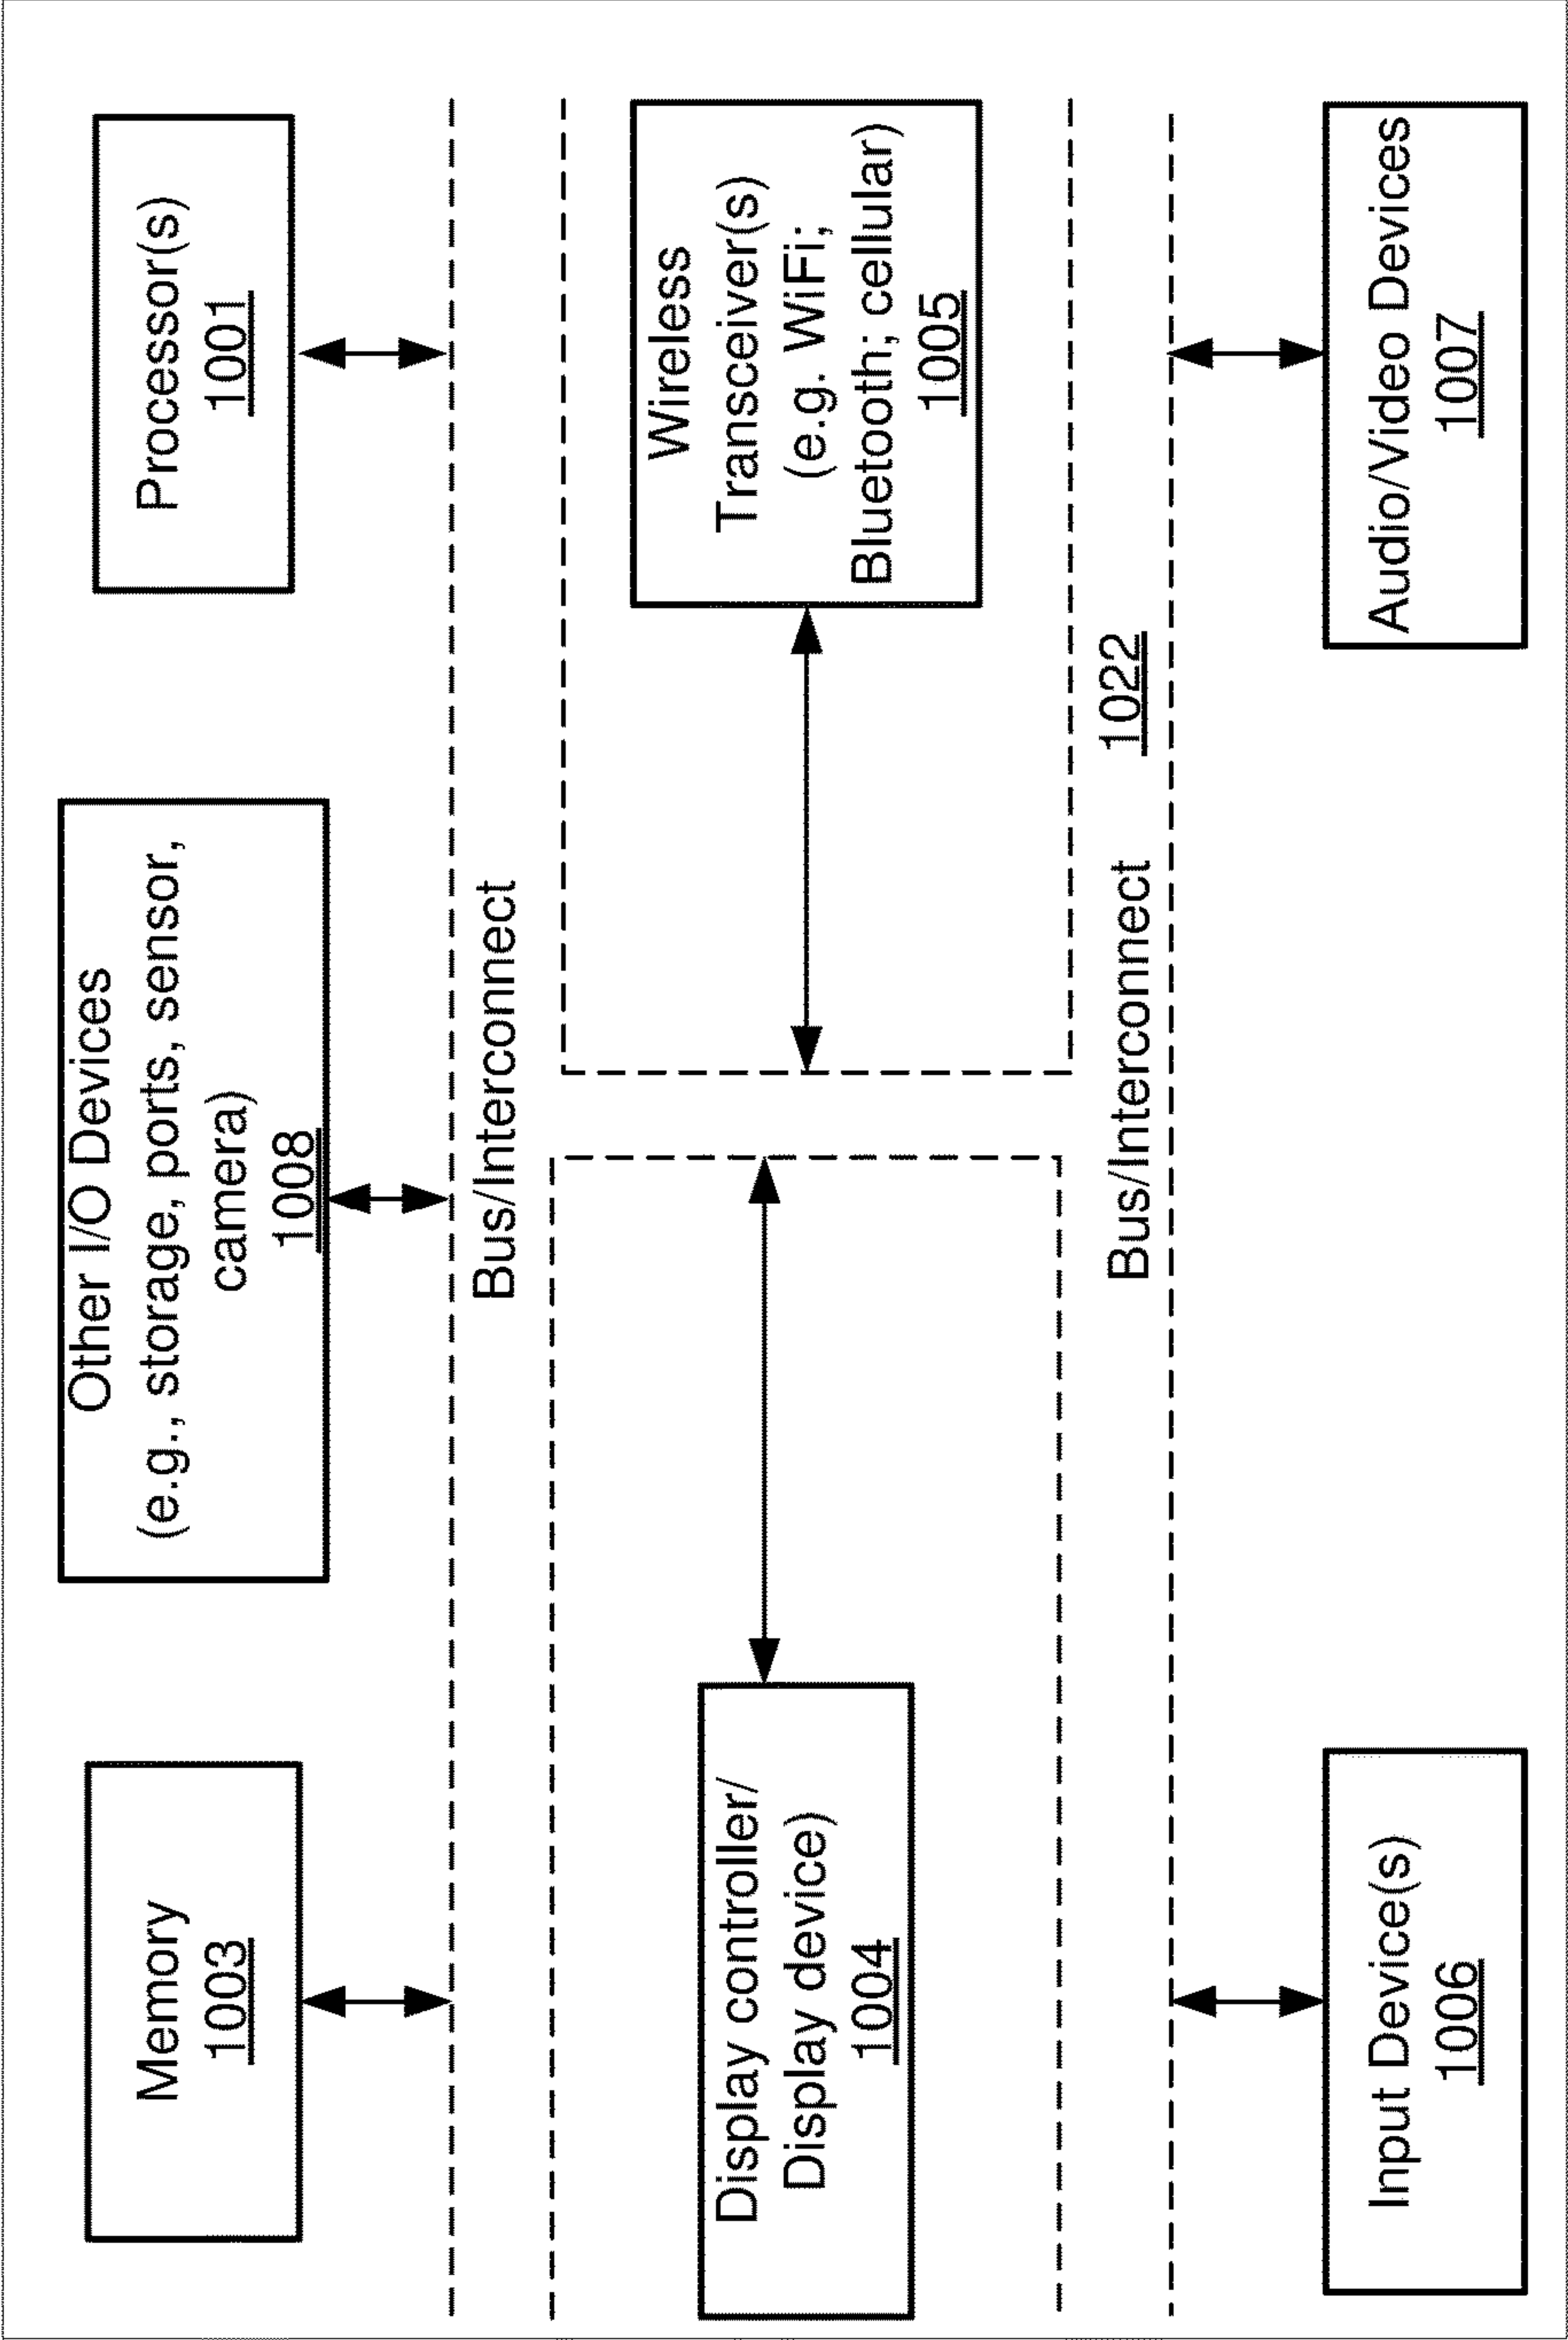 Memory
1003
Other I/O Devices
(e.g., storage, ports, sensor,
camera)
1008
Processor(s)
1001
Bus/Interconnect
Display controller/
Display device)
1004
Wireless
Transceiver(s)
(e.g. WiFi;
Bluetooth; cellular)
1005
Bus/Interconnect 1022
Input Device(s)
1006
Audio/Video Devices
1007